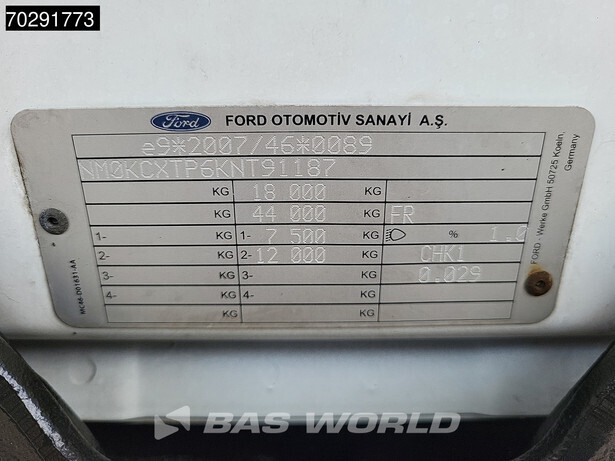 70291773
Ford
FORD OTOMOTİV SANAYİ A.Ş.
e9*2007/46*0089
NM0KCXTP6KNT91187
KG 18 000 KG
KG 44 000 KG FR
1- KG 1- 7 500 KG % 1.0
2- KG 2- 12 000 KG CHK1
3- KG 3- KG 0.029
4- KG 4- KG
FORD - Werke GmbH 50725 Koeln.
Germany
BAS WORLD